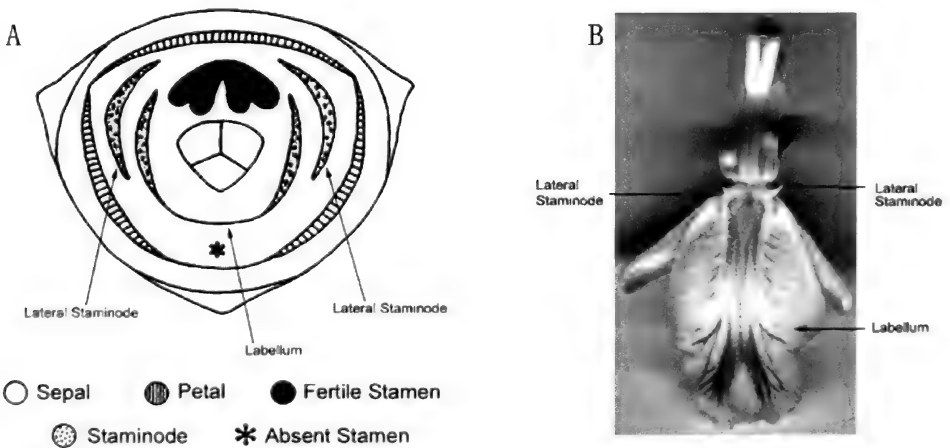 A
Lateral Staminode
Lateral Staminode
Labellum
Sepal
Petal
Fertile Stamen
Staminode
* Absent Stamen
B
Lateral
Staminode
Lateral
Staminode
Labellum